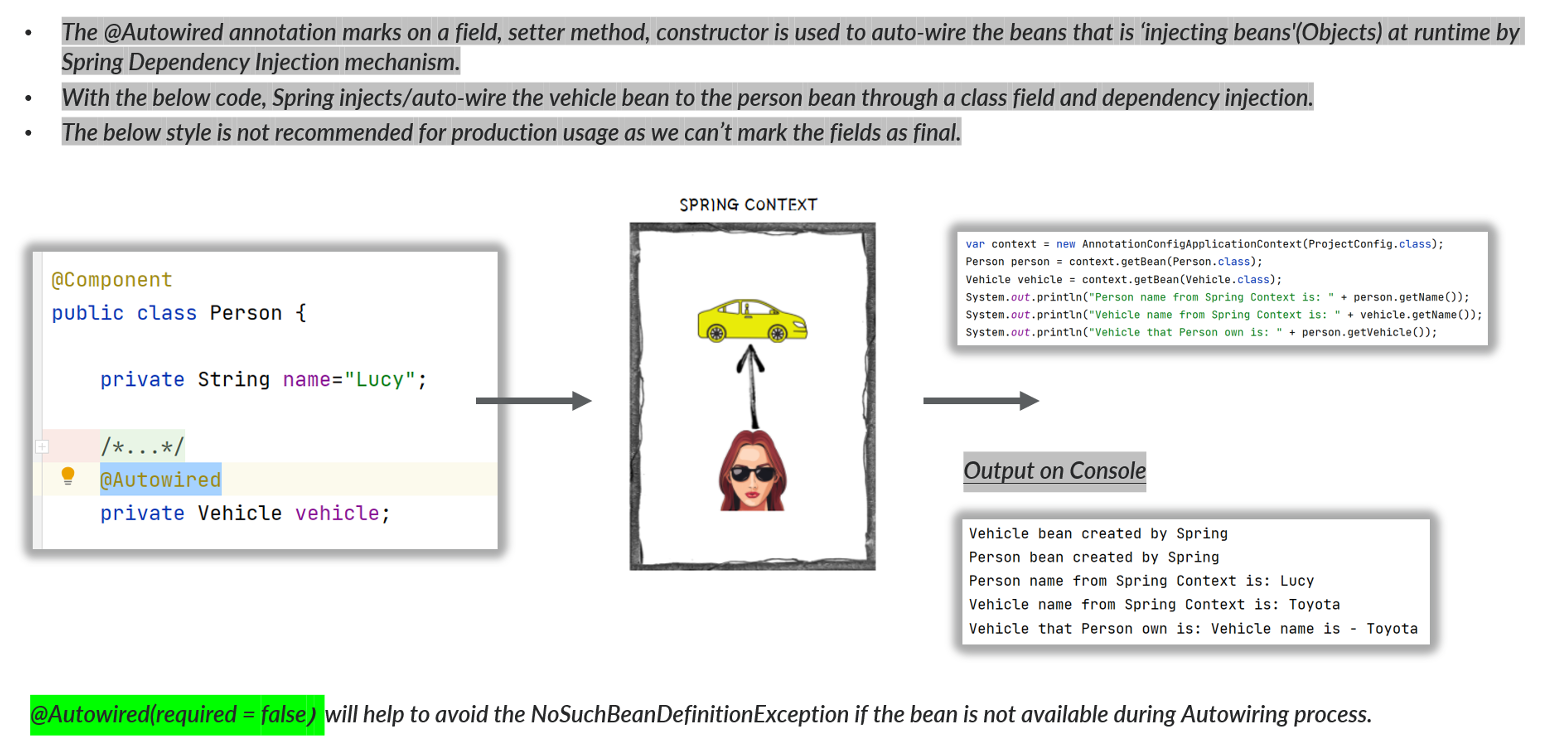 • The @Autowired annotation marks on a field, setter method, constructor is used to auto-wire the beans that is ‘injecting beans'(Objects) at runtime by
Spring Dependency Injection mechanism.
• With the below code, Spring injects/auto-wire the vehicle bean to the person bean through a class field and dependency injection.
• The below style is not recommended for production usage as we can’t mark the fields as final.
@Component
public class Person {
private String name="Lucy";
/*...*/
@Autowired
private Vehicle vehicle;
SPRING CONTEXT
var context = new AnnotationConfigApplicationContext(ProjectConfig.class);
Person person = context.getBean(Person.class);
Vehicle vehicle = context.getBean(Vehicle.class);
System.out.println("Person name from Spring Context is: " + person.getName());
System.out.println("Vehicle name from Spring Context is: " + vehicle.getName());
System.out.println("Vehicle that Person own is: " + person.getVehicle());
Output on Console
Vehicle bean created by Spring
Person bean created by Spring
Person name from Spring Context is: Lucy
Vehicle name from Spring Context is: Toyota
Vehicle that Person own is: Vehicle name is - Toyota
@Autowired(required = false) will help to avoid the NoSuchBeanDefinitionException if the bean is not available during Autowiring process.